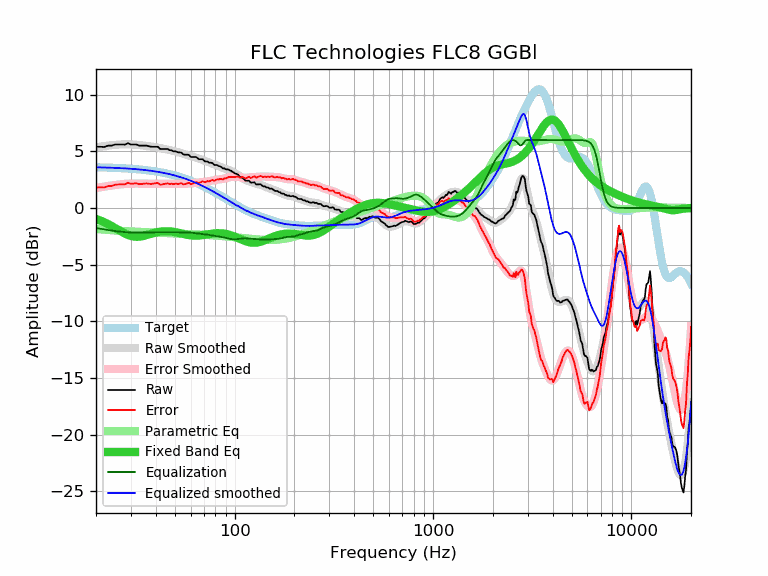 FLC Technologies FLC8 GGBl
Amplitude (dBr)
10
5
0
−5
−10
−15
−20
−25
Target
Raw Smoothed
Error Smoothed
Raw
Error
Parametric Eq
Fixed Band Eq
Equalization
Equalized smoothed
100
1000
10000
Frequency (Hz)